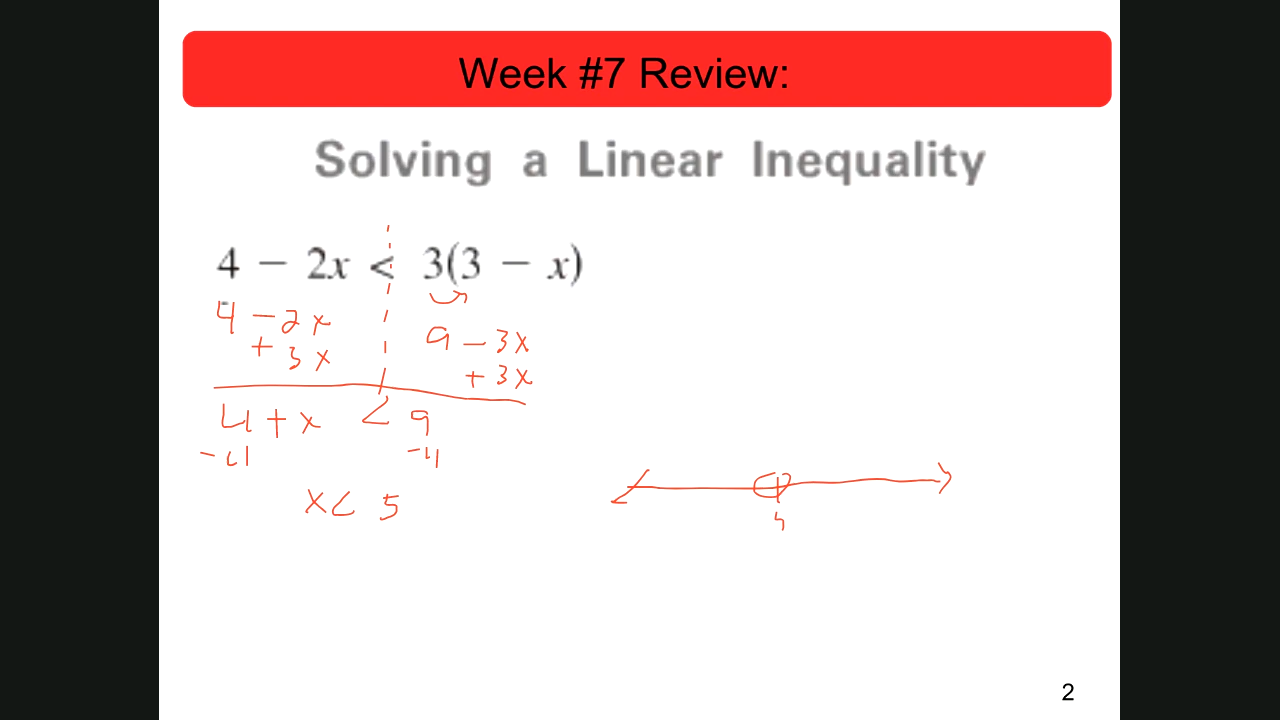 Week #7 Review:
Solving a Linear Inequality
4 − 2x < 3(3 − x)
4 − 2x 9 − 3x
+ 3x + 3x
4 + x < 9
-4 -4
x < 5
5
2